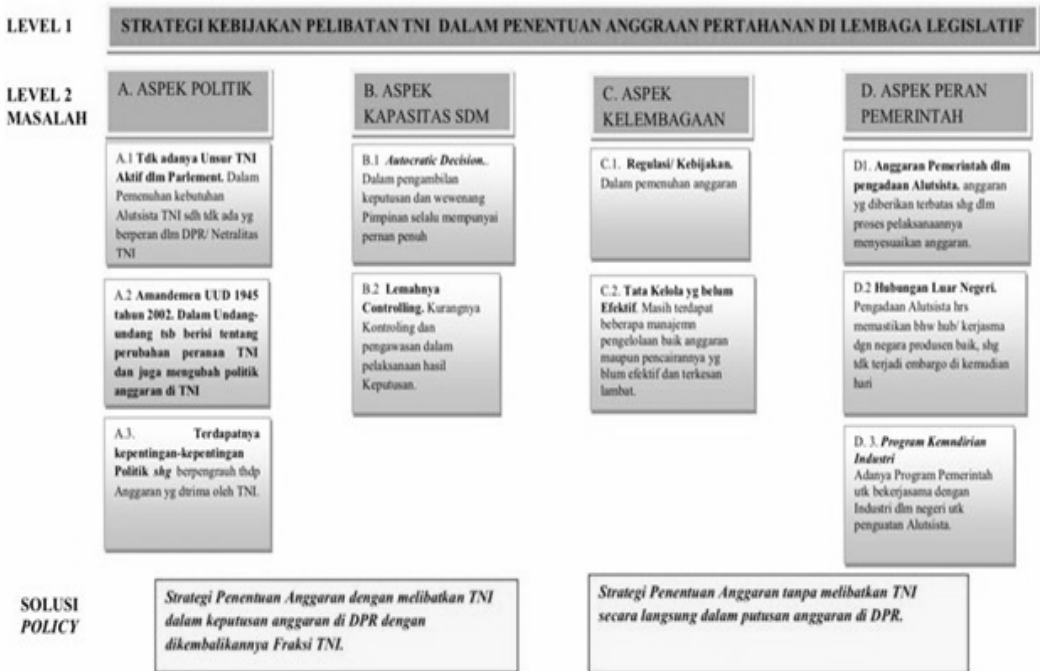 LEVEL 1
STRATEGI KEBIJAKAN PELIBATAN TNI DALAM PENENTUAN ANGGRAAN PERTAHANAN DI LEMBAGA LEGISLATIF
LEVEL 2
MASALAH
A. ASPEK POLITIK
A.1 Tdk adanya Unsur TNI
Aktif dlm Parlement. Dalam
Pemenuhan kebutuhan
Alutsista TNI sdh tdk ada yg
berperan dlm DPR/ Netralitas
TNI
A.2 Amandemen UUD 1945
tahun 2002. Dalam Undang-
undang tsb berisi tentang
perubahan peranan TNI
dan juga mengubah politik
anggaran di TNI
A.3. Terdapatnya
kepentingan-kepentingan
Politik shg berpengrauh thdp
Anggaran yg dtrima oleh TNI.
B. ASPEK
KAPASITAS SDM
B.1 Autocratic Decision..
Dalam pengambilan
keputusan dan wewenang
Pimpinan selalu mempunyai
pernan penuh
B.2 Lemahnya
Controlling. Kurangnya
Kontroling dan
pengawasan dalam
pelaksanaan hasil
Keputusan.
C. ASPEK
KELEMBAGAAN
C.1. Regulasi/ Kebijakan.
Dalam pemenuhan anggaran
C.2. Tata Kelola yg belum
Efektif. Masih terdapat
beberapa manajemn
pengelolaan baik anggaran
maupun pencairannya yg
blum efektif dan terkesan
lambat.
D. ASPEK PERAN
PEMERINTAH
D1. Anggaran Pemerintah dlm
pengadaan Alutsista. anggaran
yg diberikan terbatas shg dlm
proses pelaksanaannya
menyesuaikan anggaran.
D.2 Hubungan Luar Negeri.
Pengadaan Alutsista hrs
memastikan bhw hub/ kerjasma
dgn negara produsen baik, shg
tdk terjadi embargo di kemudian
hari
D. 3. Program Kemndirian
Industri
Adanya Program Pemerintah
utk bekerjasama dengan
Industri dlm negeri utk
penguatan Alutsista.
SOLUSI
POLICY
Strategi Penentuan Anggaran dengan melibatkan TNI
dalam keputusan anggaran di DPR dengan
dikembalikannya Fraksi TNI.
Strategi Penentuan Anggaran tanpa melibatkan TNI
secara langsung dalam putusan anggaran di DPR.